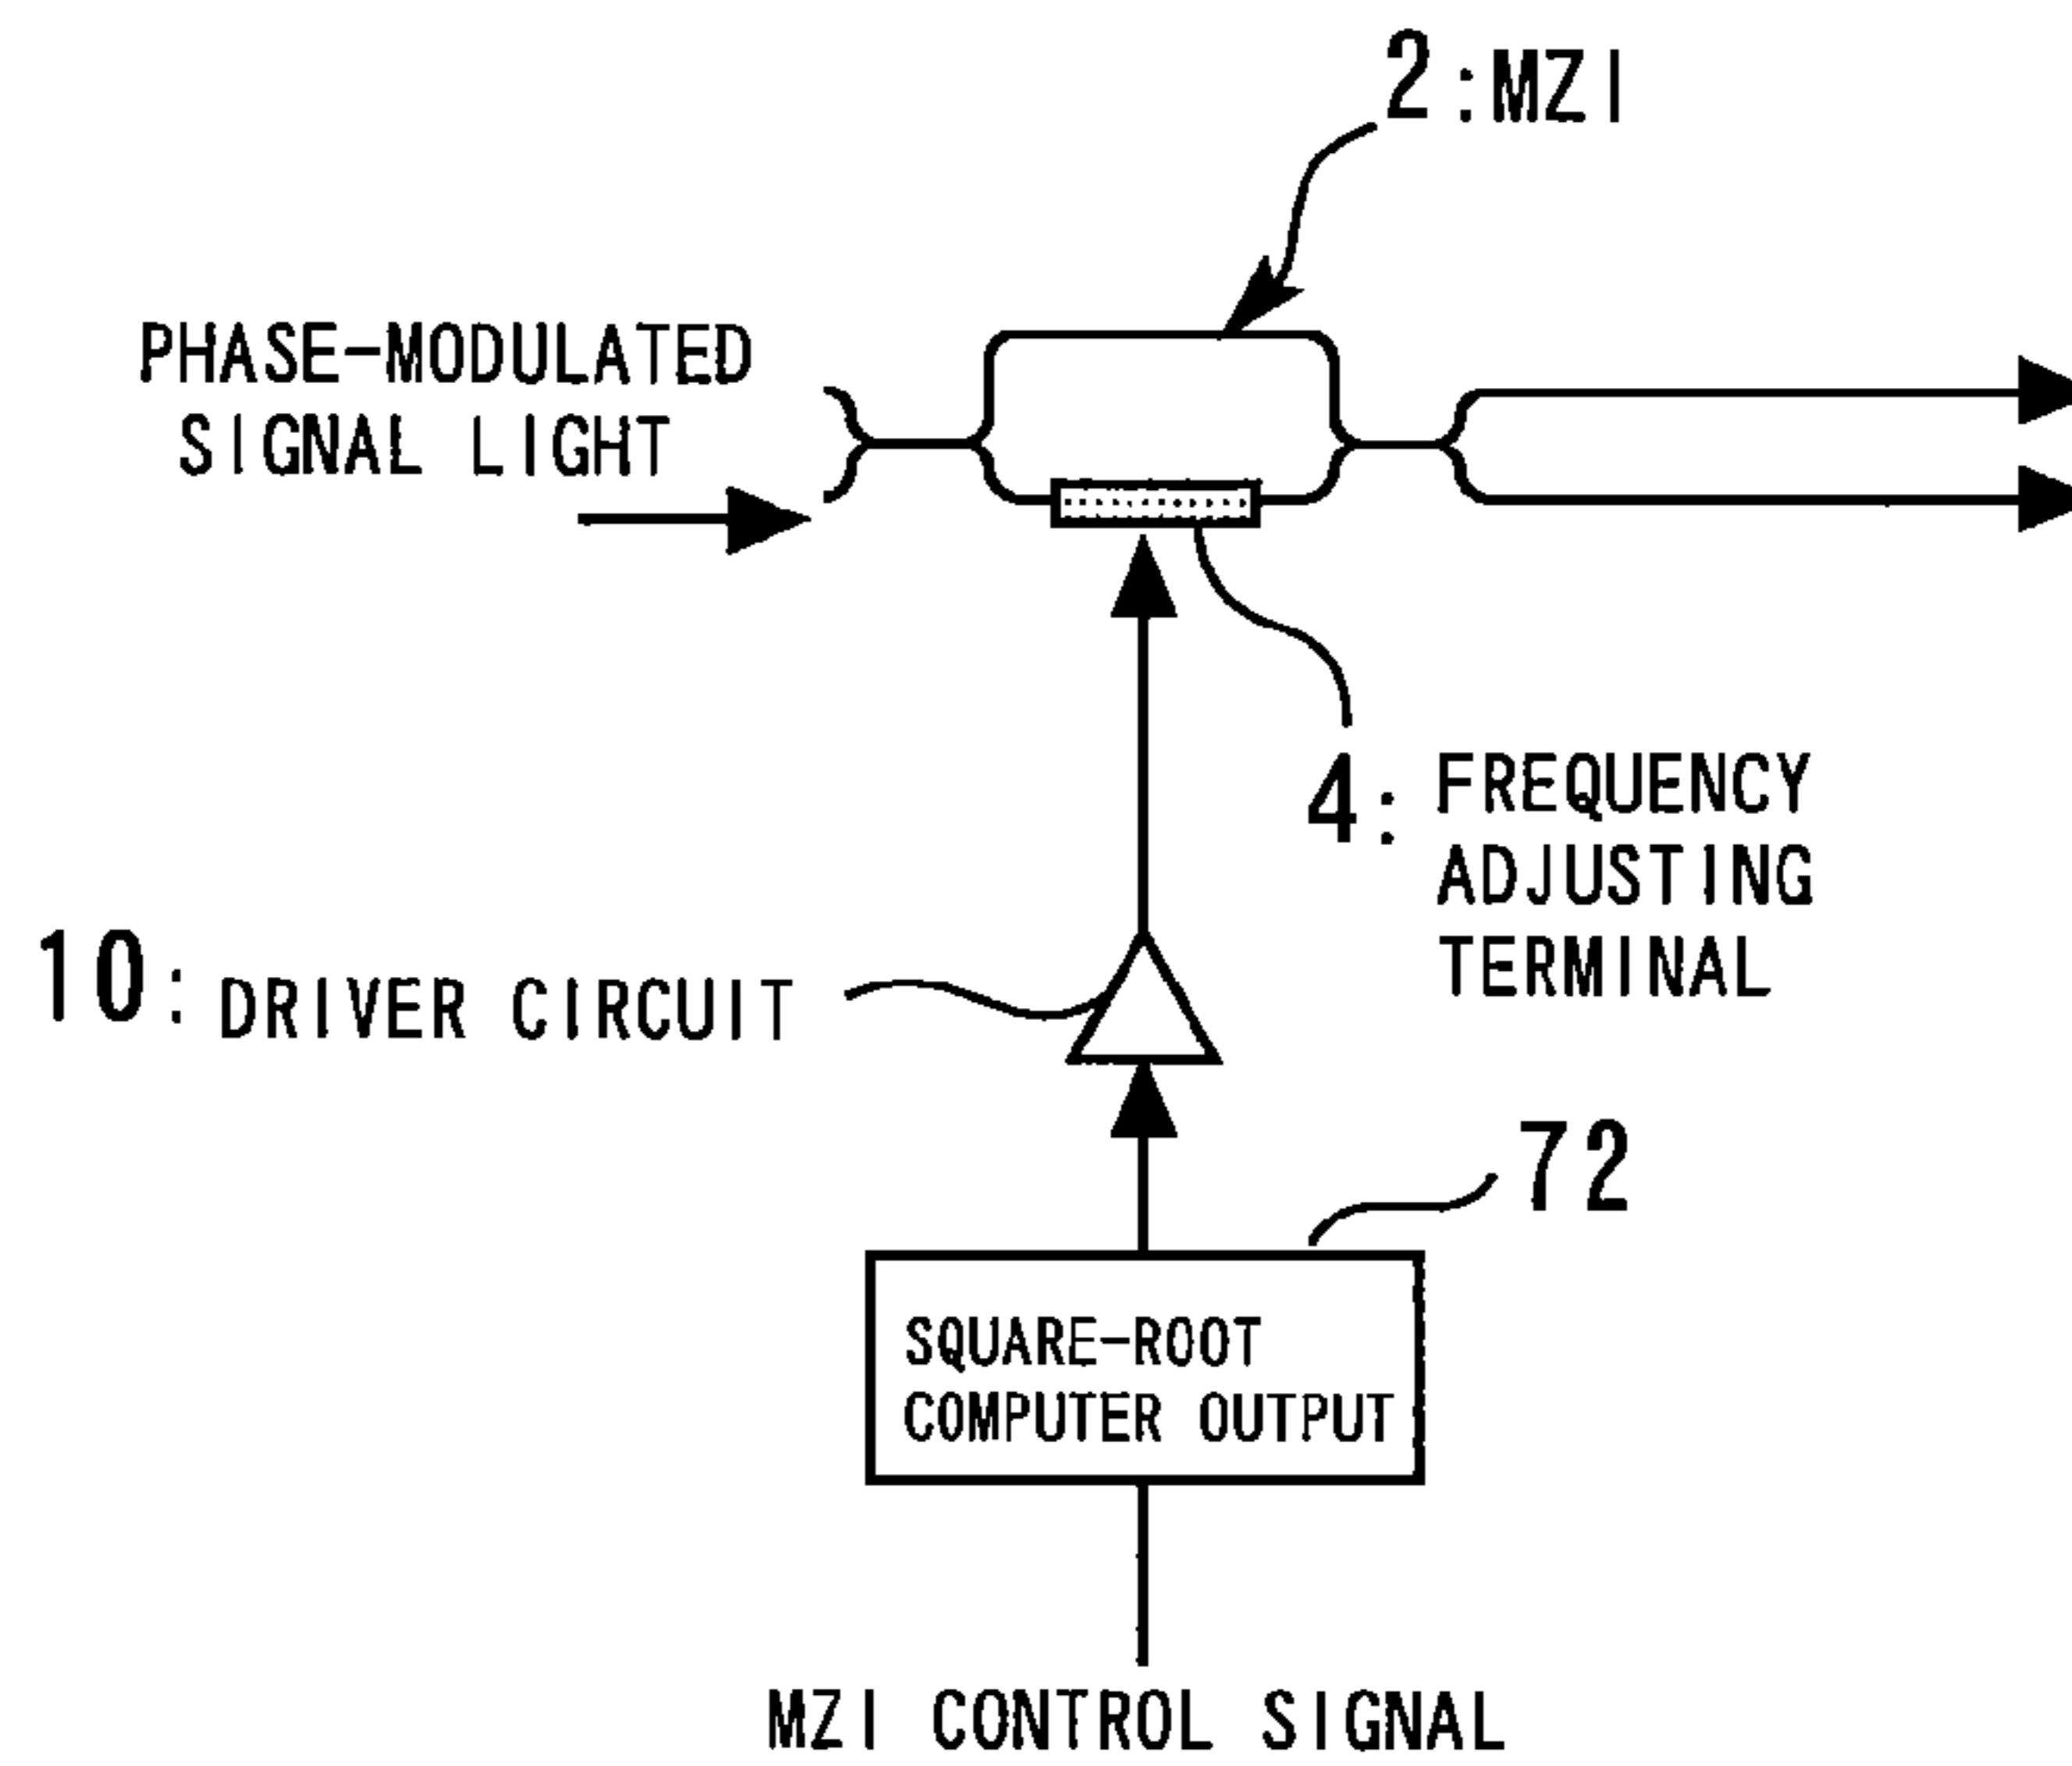 2:MZI
PHASE-MODULATED
SIGNAL LIGHT
4: FREQUENCY
ADJUSTING
TERMINAL
10: DRIVER CIRCUIT
72
SQUARE-ROOT
COMPUTER OUTPUT
MZI CONTROL SIGNAL